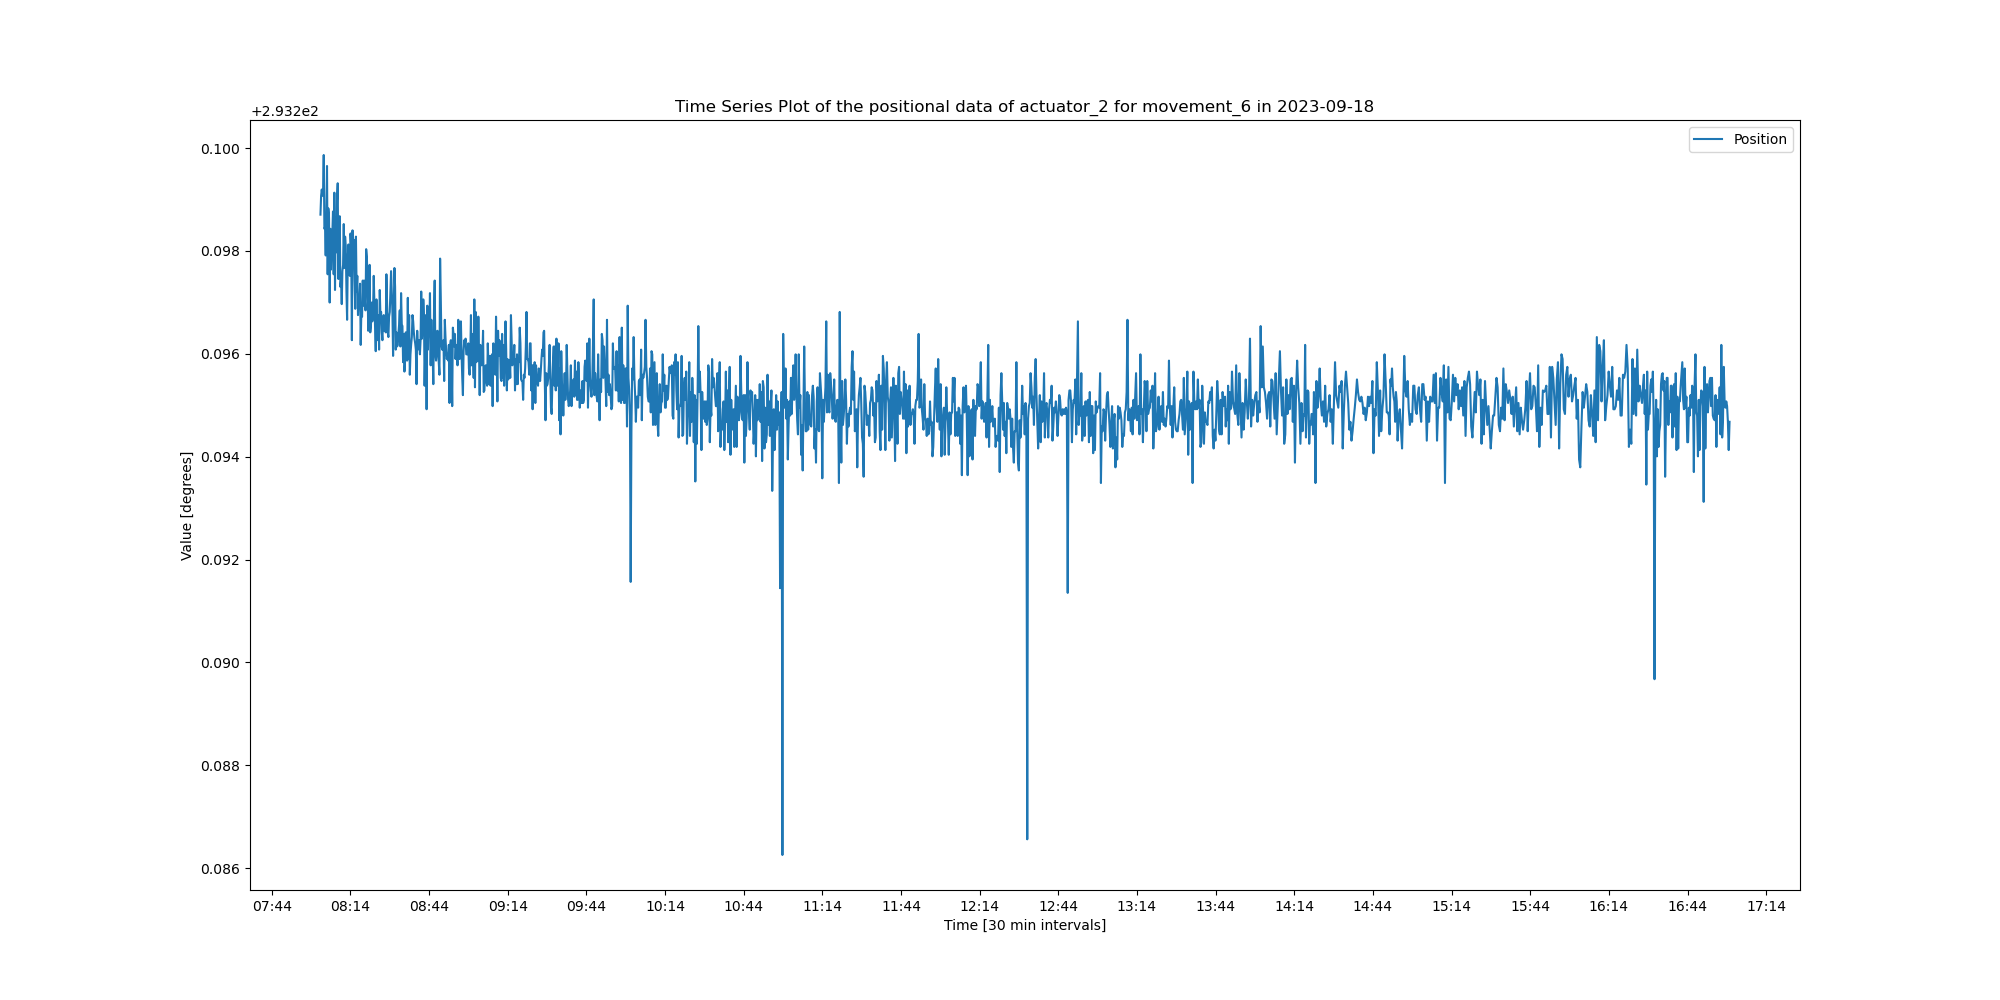 Time Series Plot of the positional data of actuator_2 for movement_6 in 2023-09-18
+2.932e2
Position
0.100
0.098
0.096
0.094
0.092
0.090
0.088
0.086
Value [degrees]
07:44 08:14 08:44 09:14 09:44 10:14 10:44 11:14 11:44 12:14 12:44 13:14 13:44 14:14 14:44 15:14 15:44 16:14 16:44 17:14
Time [30 min intervals]